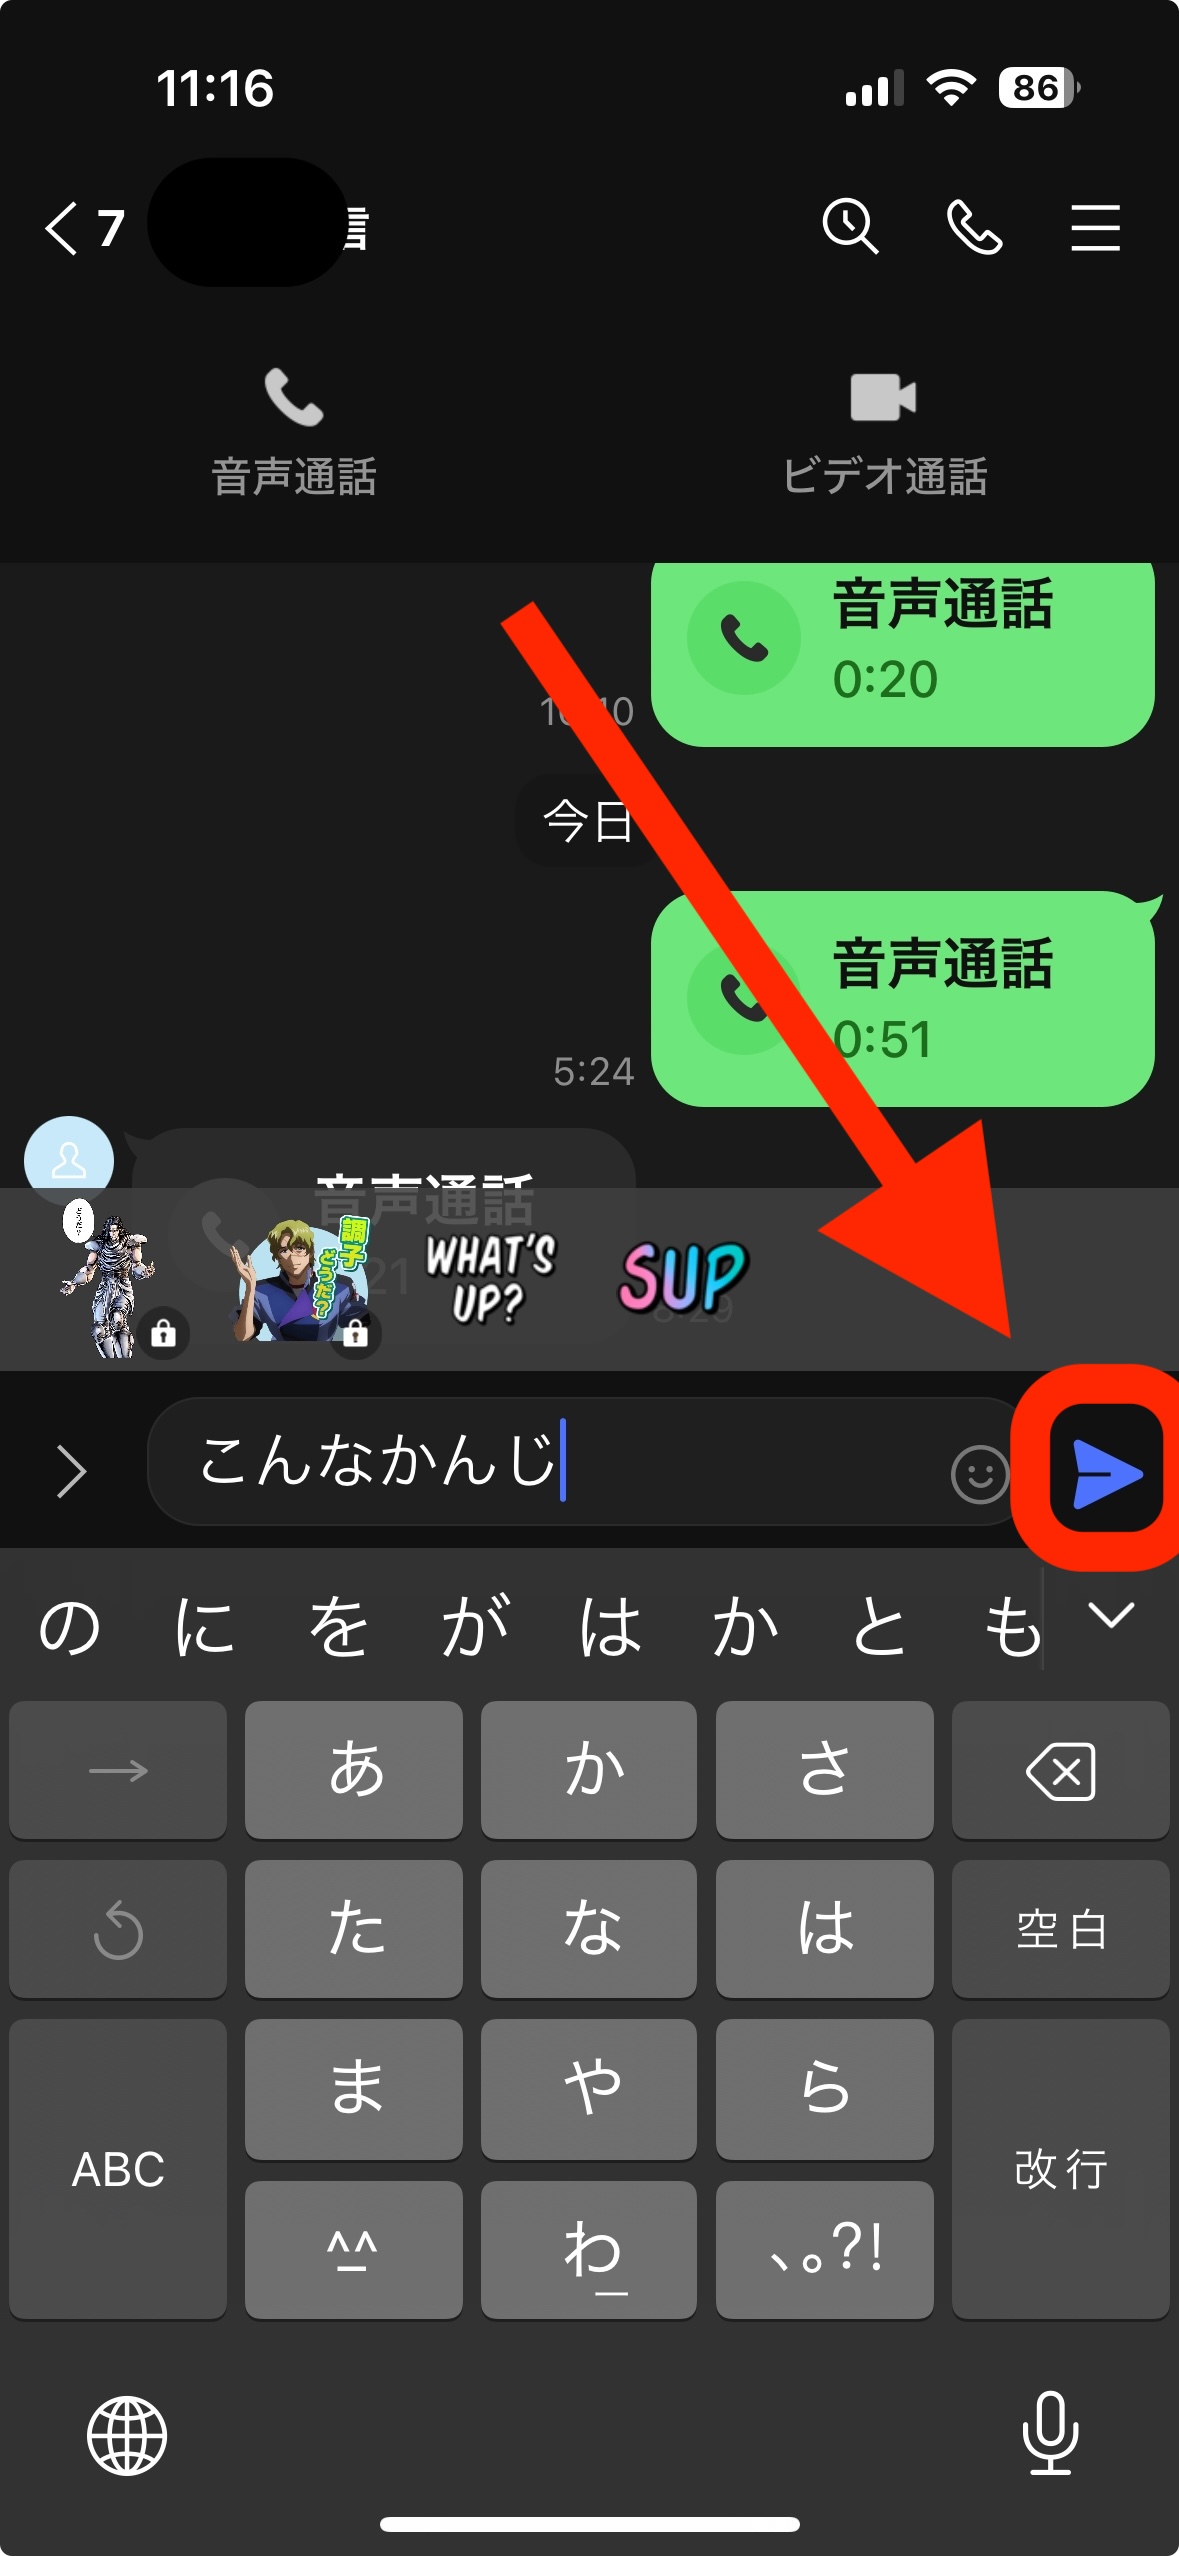 11:16
86
7
音声通話
ビデオ通話
音声通話
0:20
今日
音声通話
0:51
5:24
音声通話
調子
どうだ?
WHAT'S
UP?
SUP
こんなかんじ
の に を が は か と も
あ か さ
た な は 空白
ま や ら
ABC 改行
^_^ わ 、。?!